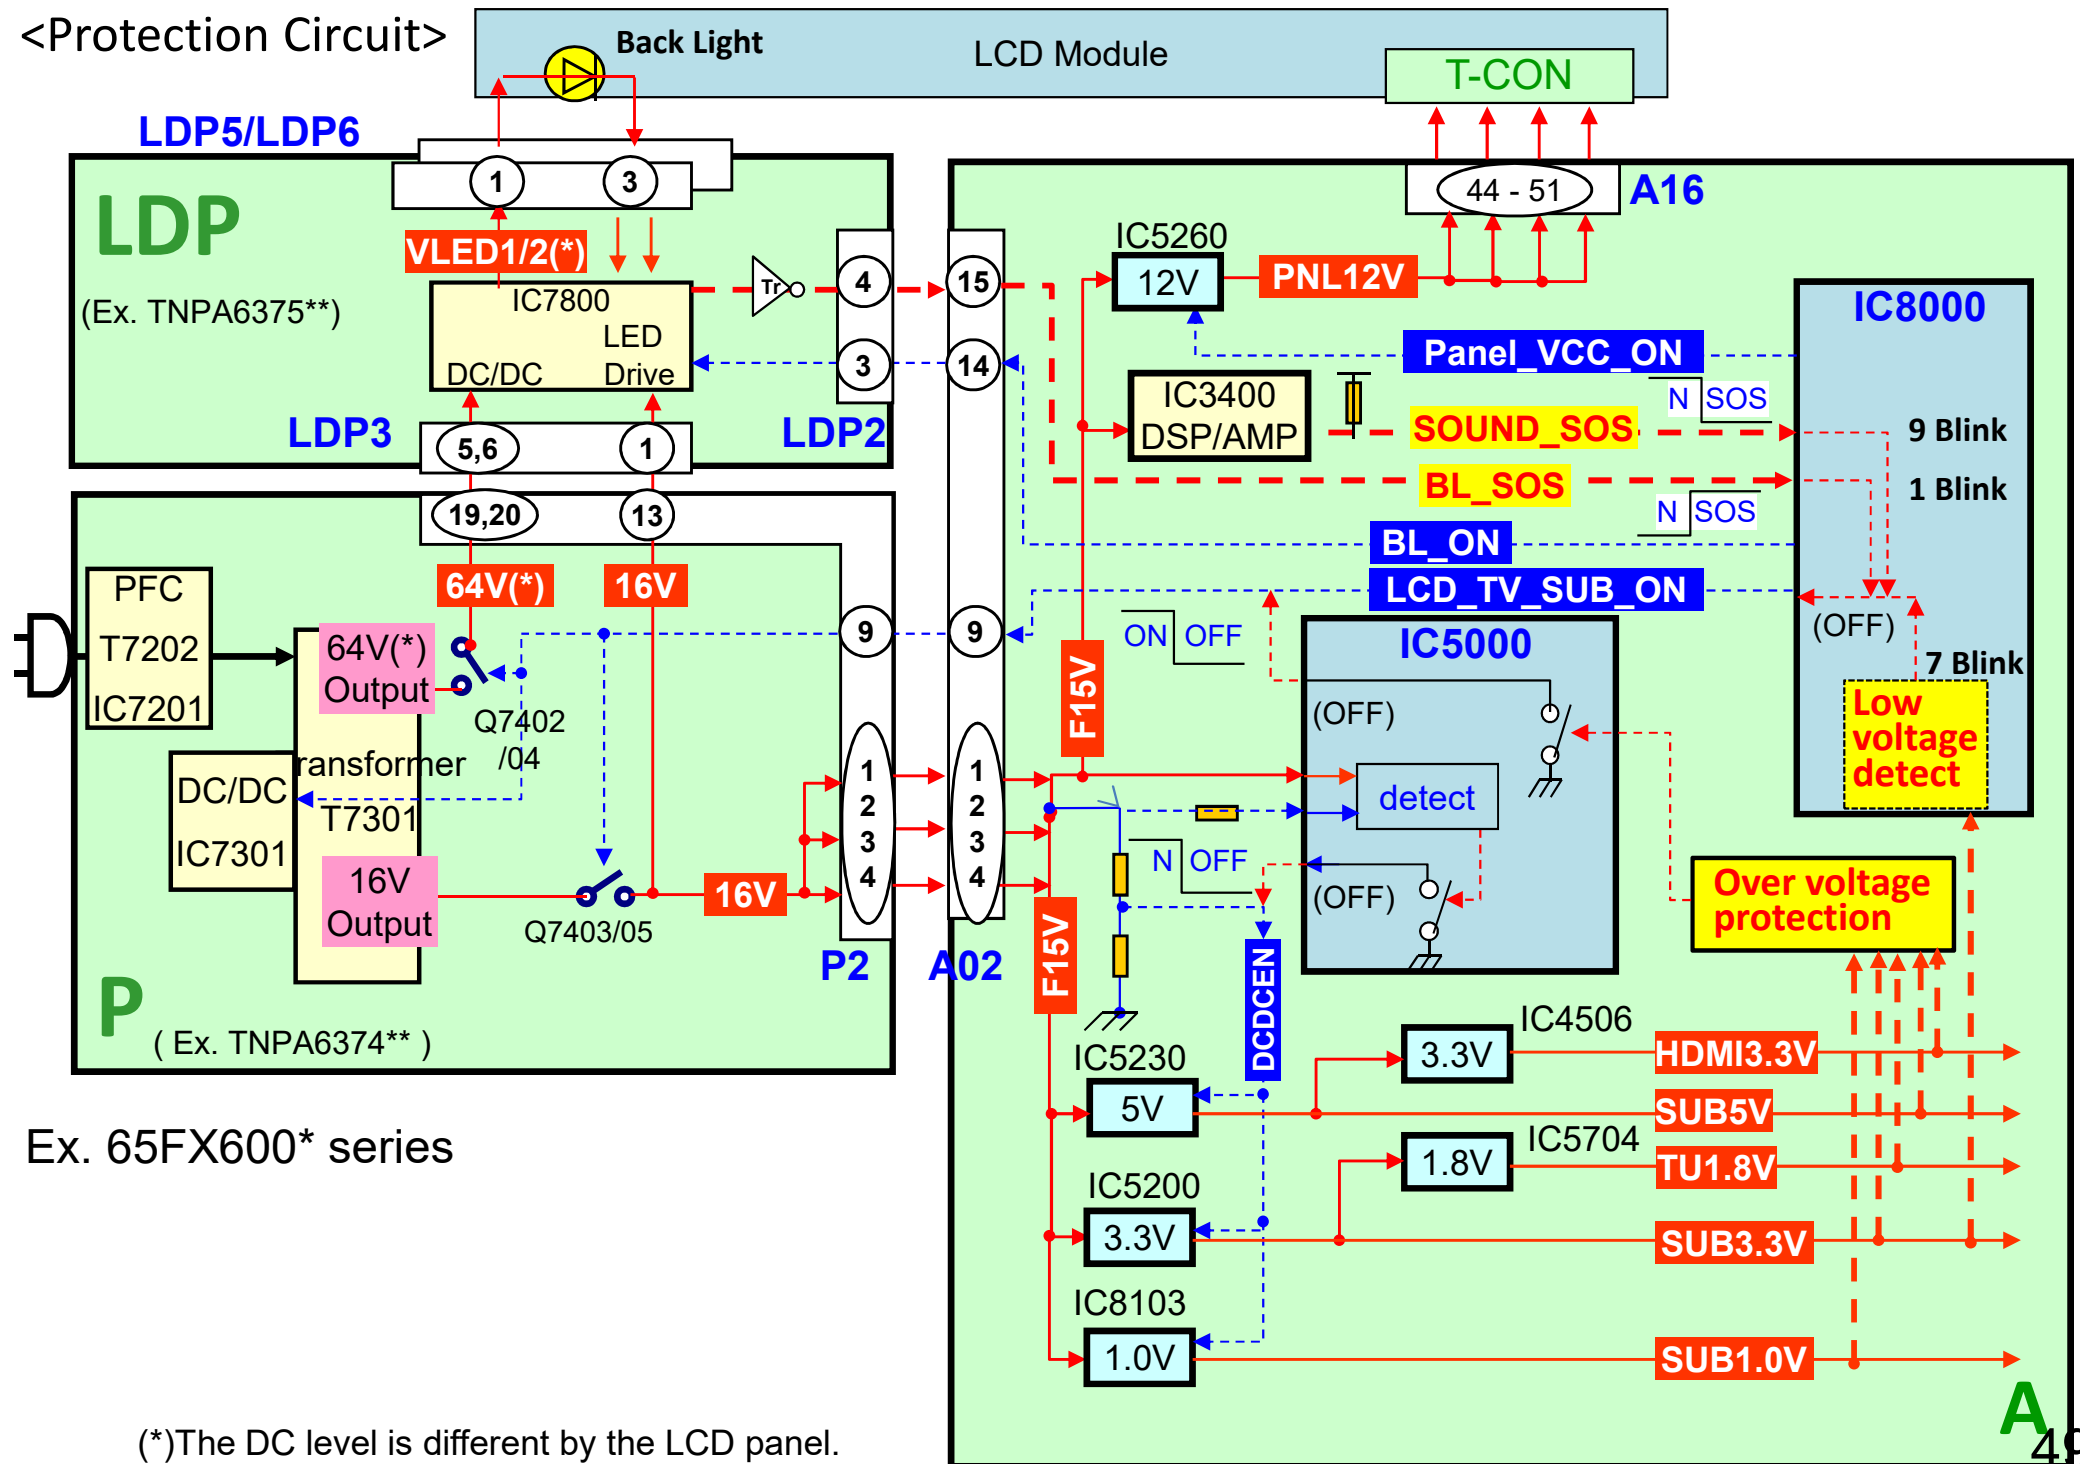 <Protection Circuit>
Back Light
LCD Module
T-CON
LDP5/LDP6
1
3
44 - 51
A16
LDP
VLED1/2(*)
(Ex. TNPA6375**)
IC7800
LED
DC/DC
Drive
Tr
4
3
15
14
IC5260
12V
PNL12V
IC8000
Panel_VCC_ON
N
SOS
IC3400
DSP/AMP
SOUND_SOS
9 Blink
BL_SOS
1 Blink
N
SOS
LDP3
5,6
1
LDP2
19,20
13
BL_ON
LCD_TV_SUB_ON
64V(*)
16V
PFC
T7202
IC7201
64V(*)
Output
9
9
ON
OFF
IC5000
(OFF)
7 Blink
Q7402
/04
F15V
(OFF)
Low
voltage
detect
DC/DC
IC7301
ransformer
T7301
1
2
3
4
1
2
3
4
detect
N
OFF
(OFF)
16V
Output
Q7403/05
16V
Over voltage
protection
P2
A02
F15V
DCDCEN
P
( Ex. TNPA6374** )
IC5230
5V
3.3V
IC4506
HDMI3.3V
SUB5V
Ex. 65FX600* series
1.8V
IC5704
TU1.8V
IC5200
3.3V
SUB3.3V
IC8103
1.0V
SUB1.0V
A
(*)The DC level is different by the LCD panel.
49